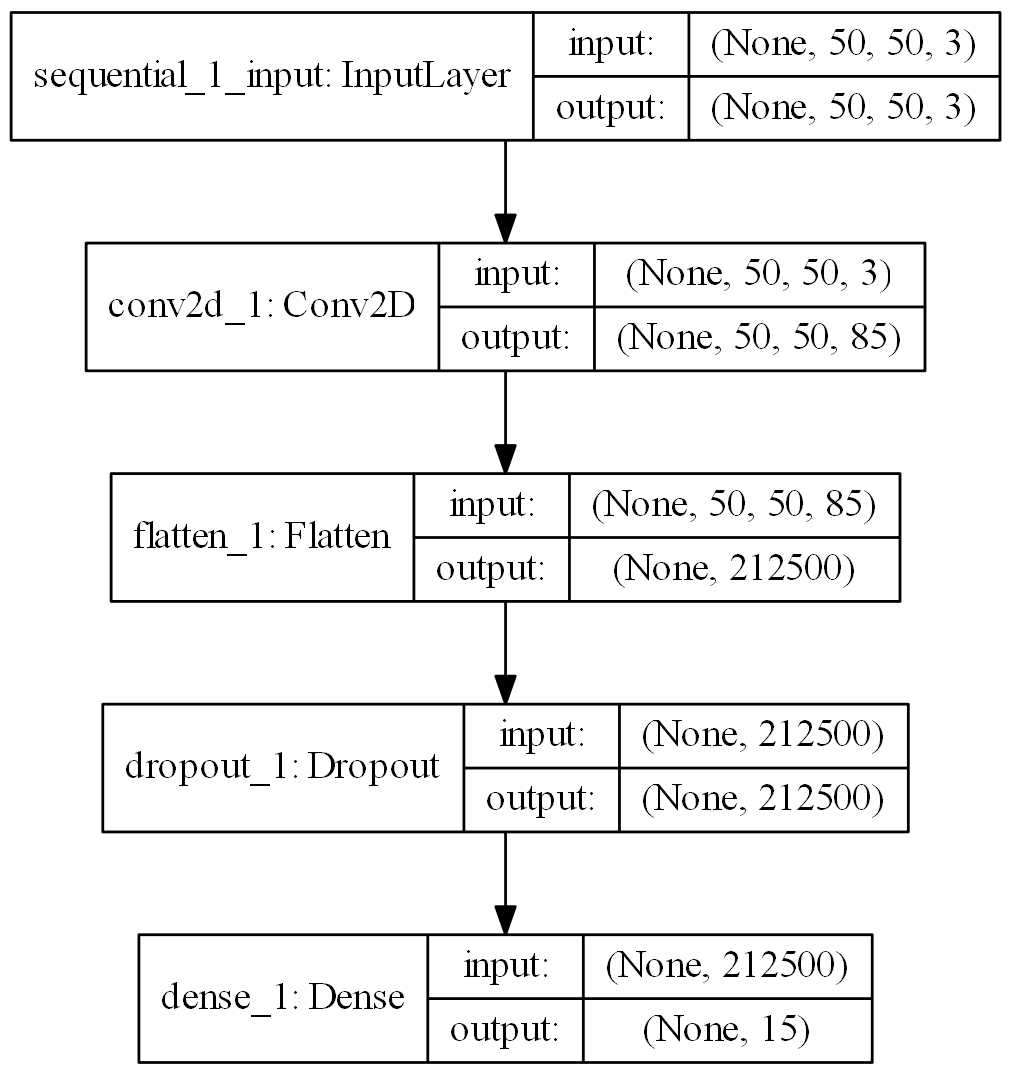 sequential_1_input: InputLayer
input:
(None, 50, 50, 3)
output:
(None, 50, 50, 3)
conv2d_1: Conv2D
input:
(None, 50, 50, 3)
output:
(None, 50, 50, 85)
flatten_1: Flatten
input:
(None, 50, 50, 85)
output:
(None, 212500)
dropout_1: Dropout
input:
(None, 212500)
output:
(None, 212500)
dense_1: Dense
input:
(None, 212500)
output:
(None, 15)